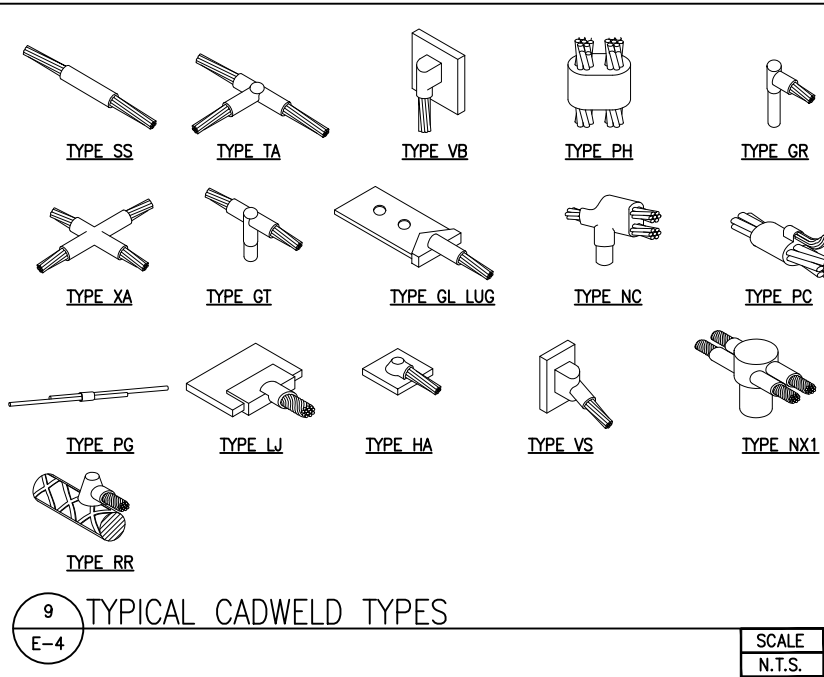 TYPE SS
TYPE TA
TYPE VB
TYPE PH
TYPE GR
TYPE XA
TYPE GT
TYPE GL LUG
TYPE NC
TYPE PC
TYPE PG
TYPE LJ
TYPE HA
TYPE VS
TYPE NX1
TYPE RR
9
E-4
TYPICAL CADWELD TYPES
SCALE
N.T.S.